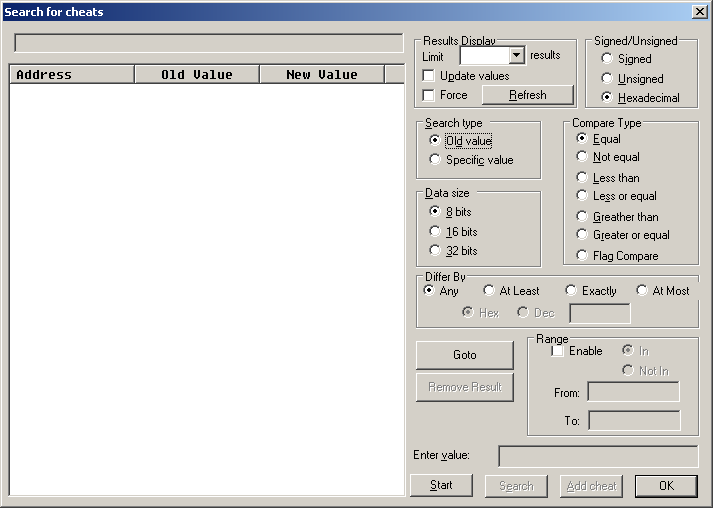 Search for cheats
Address Old Value New Value
Results Display
Limit results
Update values
Force Refresh
Signed/Unsigned
Signed
Unsigned
Hexadecimal
Search type
Old value
Specific value
Compare Type
Equal
Not equal
Less than
Less or equal
Greather than
Greater or equal
Flag Compare
Data size
8 bits
16 bits
32 bits
Differ By
Any At Least Exactly At Most
Hex Dec
Goto
Remove Result
Range
Enable In
Not In
From:
To:
Enter value:
Start Search Add cheat OK